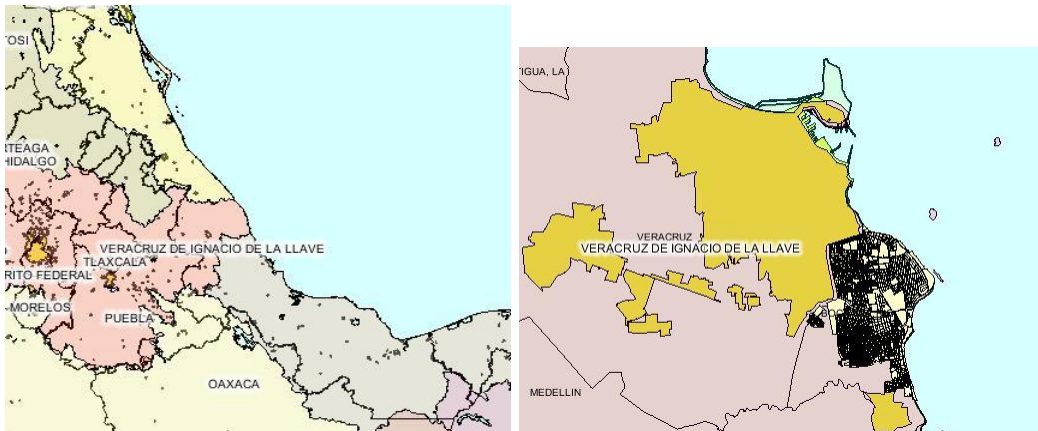 TOSI
RTEAGA
HIDALGO
VERACRUZ DE IGNACIO DE LA LLAVE
TLAXCALA
RITO FEDERAL
MORELOS
PUEBLA
OAXACA
TIGUA, LA
VERACRUZ
VERACRUZ DE IGNACIO DE LA LLAVE
MEDELLIN